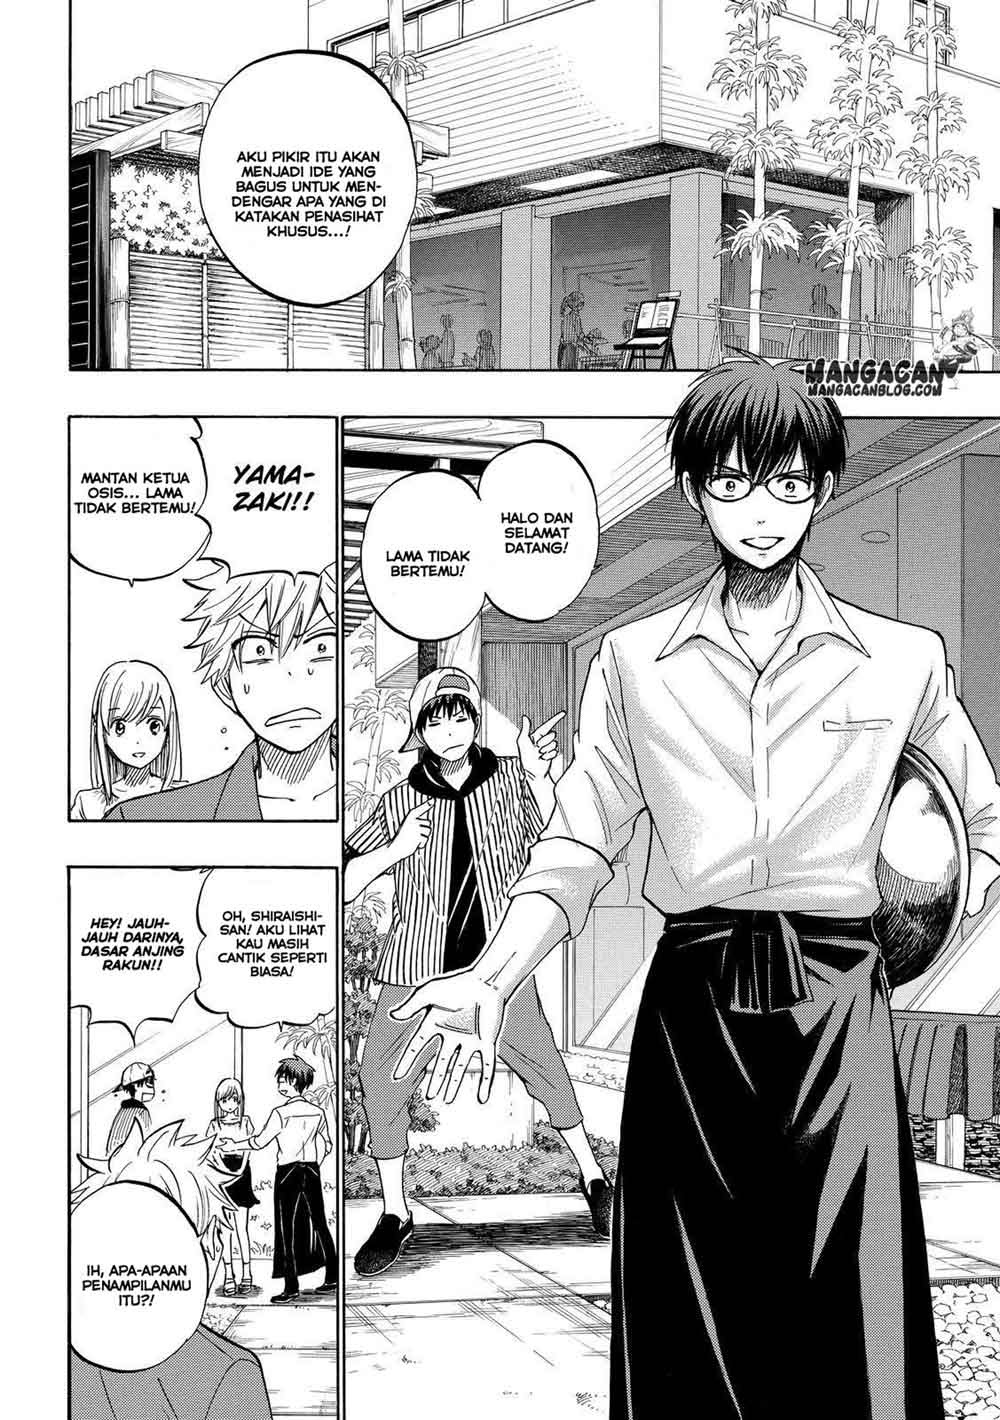 AKU PIKIR ITU AKAN
MENJADI IDE YANG
BAGUS UNTUK MEN-
DENGAR APA YANG DI
KATAKAN PENASIHAT
KHUSUS...!
MANGACAN
MANGACANBLOG.COM
HALO DAN
SELAMAT
DATANG!
LAMA TIDAK
BERTEMU!
YAMA-
ZAKI!!
MANTAN KETUA
OSIS... LAMA
TIDAK BERTEMU!
OH, SHIRAISHI-
SAN! AKU LIHAT
KAU MASIH
CANTIK SEPERTI
BIASA!
HEY! JAUH-
JAUH DARINYA,
DASAR ANJING
RAKUN!!
IH, APA-APAAN
PENAMPILANMU
ITU?!